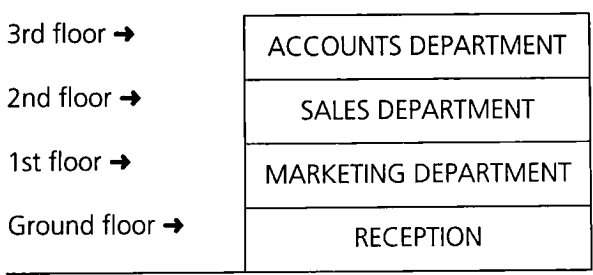 3rd floor → ACCOUNTS DEPARTMENT
2nd floor → SALES DEPARTMENT
1st floor → MARKETING DEPARTMENT
Ground floor → RECEPTION